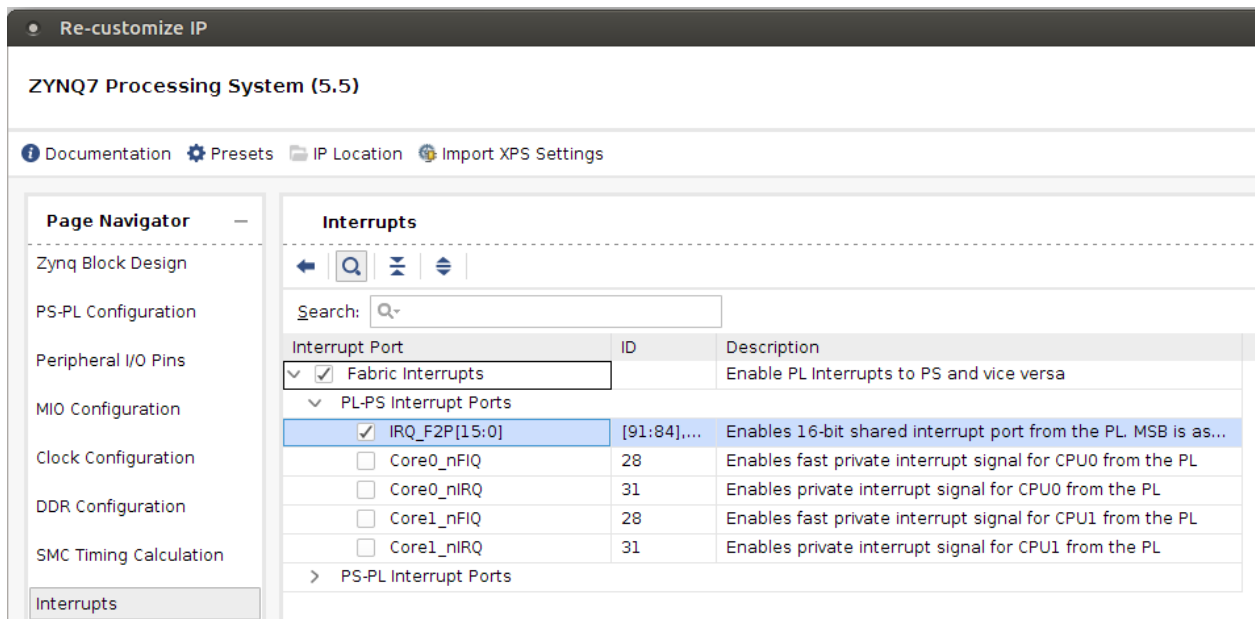 Re-customize IP
ZYNQ7 Processing System (5.5)
Documentation Presets IP Location Import XPS Settings
Page Navigator
Zynq Block Design
PS-PL Configuration
Peripheral I/O Pins
MIO Configuration
Clock Configuration
DDR Configuration
SMC Timing Calculation
Interrupts
Interrupts
Search:
Interrupt Port ID Description
Fabric Interrupts Enable PL Interrupts to PS and vice versa
PL-PS Interrupt Ports
IRQ_F2P[15:0] [91:84],... Enables 16-bit shared interrupt port from the PL. MSB is as...
Core0_nFIQ 28 Enables fast private interrupt signal for CPU0 from the PL
Core0_nIRQ 31 Enables private interrupt signal for CPU0 from the PL
Core1_nFIQ 28 Enables fast private interrupt signal for CPU1 from the PL
Core1_nIRQ 31 Enables private interrupt signal for CPU1 from the PL
PS-PL Interrupt Ports